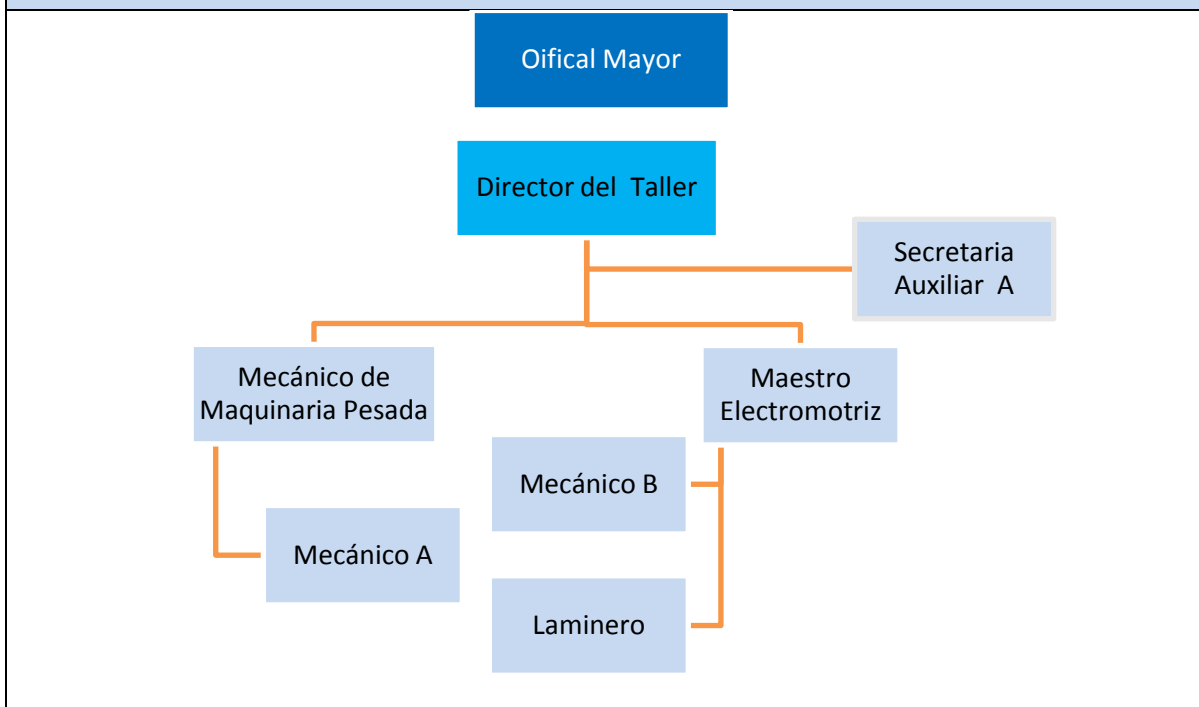 Oifical Mayor
Director del Taller
Secretaria
Auxiliar A
Mecánico de
Maquinaria Pesada
Maestro
Electromotriz
Mecánico B
Mecánico A
Laminero